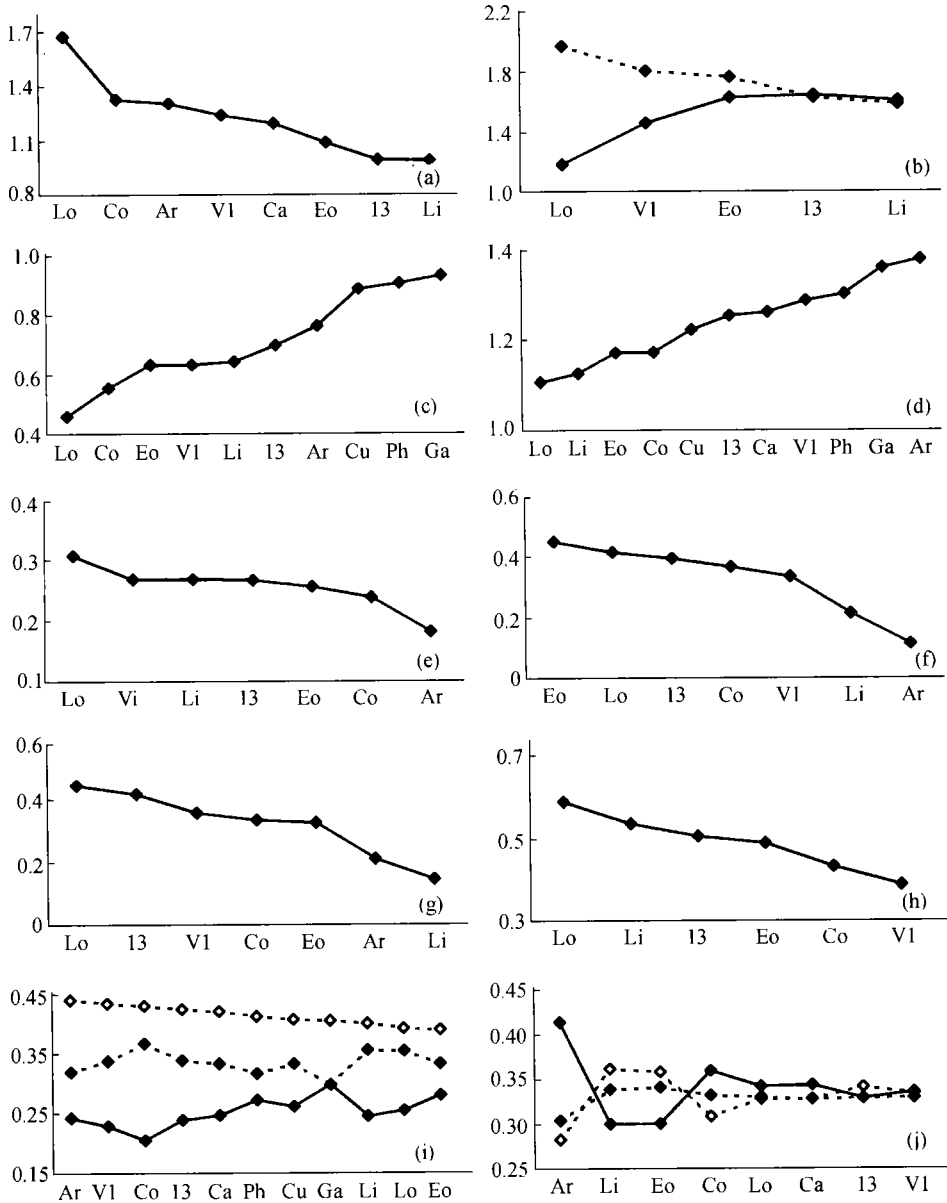 1.7
1.4
1.1
0.8
(a)
Lo Co Ar V1 Ca Eo 13 Li
2.2
1.8
1.4
1.0
(b)
Lo V1 Eo 13 Li
1.0
0.8
0.6
0.4
(c)
Lo Co Eo V1 Li 13 Ar Cu Ph Ga
1.4
1.2
1.0
(d)
Lo Li Eo Co Cu 13 Ca V1 Ph Ga Ar
0.4
0.3
0.2
0.1
(e)
Lo Vi Li 13 Eo Co Ar
0.6
0.4
0.2
0
(f)
Eo Lo 13 Co V1 Li Ar
0.6
0.4
0.2
0
(g)
Lo 13 V1 Co Eo Ar Li
0.7
0.5
0.3
(h)
Lo Li 13 Eo Co V1
0.45
0.35
0.25
0.15
(i)
Ar V1 Co 13 Ca Ph Cu Ga Li Lo Eo
0.45
0.40
0.35
0.30
0.25
(j)
Ar Li Eo Co Lo Ca 13 V1